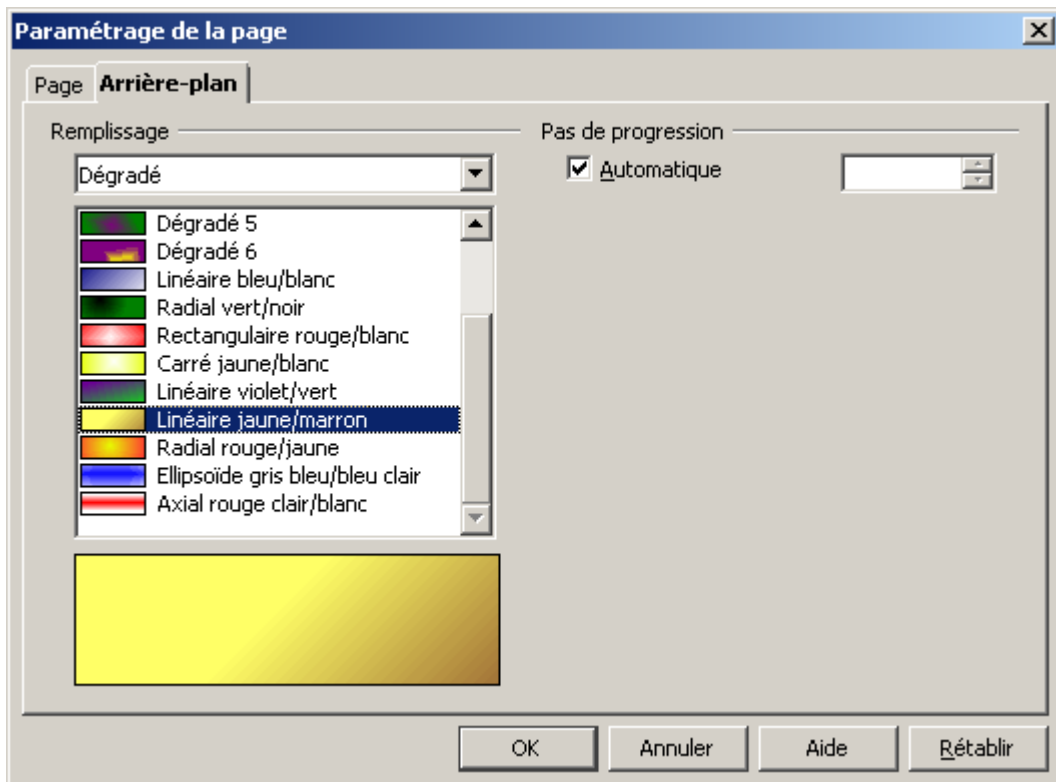 Paramétrage de la page
Page Arrière-plan
Remplissage
Pas de progression
Dégradé
Automatique
Dégradé 5
Dégradé 6
Linéaire bleu/blanc
Radial vert/noir
Rectangulaire rouge/blanc
Carré jaune/blanc
Linéaire violet/vert
Linéaire jaune/marron
Radial rouge/jaune
Ellipsoïde gris bleu/bleu clair
Axial rouge clair/blanc
OK Annuler Aide Rétablir